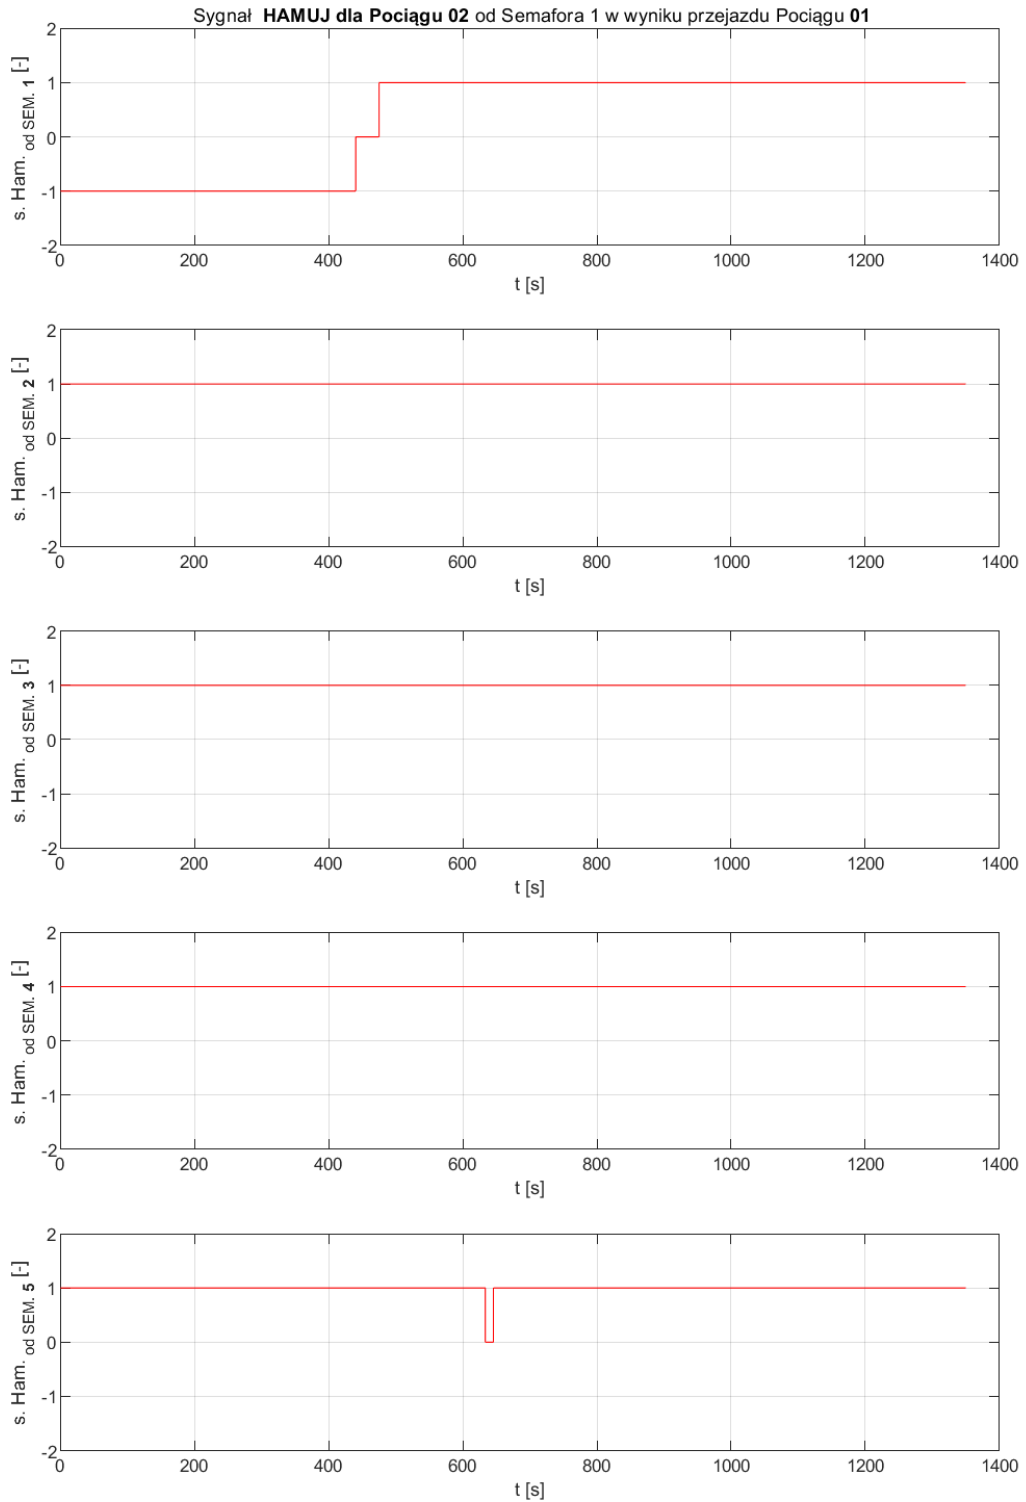 Sygnał HAMUJ dla Pociągu 02 od Semafora 1 w wyniku przejazdu Pociągu 01
s. Ham. od SEM. 1 [-]
2
1
0
-1
-2
0 200 400 600 800 1000 1200 1400
t [s]
s. Ham. od SEM. 2 [-]
2
1
0
-1
-2
0 200 400 600 800 1000 1200 1400
t [s]
s. Ham. od SEM. 3 [-]
2
1
0
-1
-2
0 200 400 600 800 1000 1200 1400
t [s]
s. Ham. od SEM. 4 [-]
2
1
0
-1
-2
0 200 400 600 800 1000 1200 1400
t [s]
s. Ham. od SEM. 5 [-]
2
1
0
-1
-2
0 200 400 600 800 1000 1200 1400
t [s]